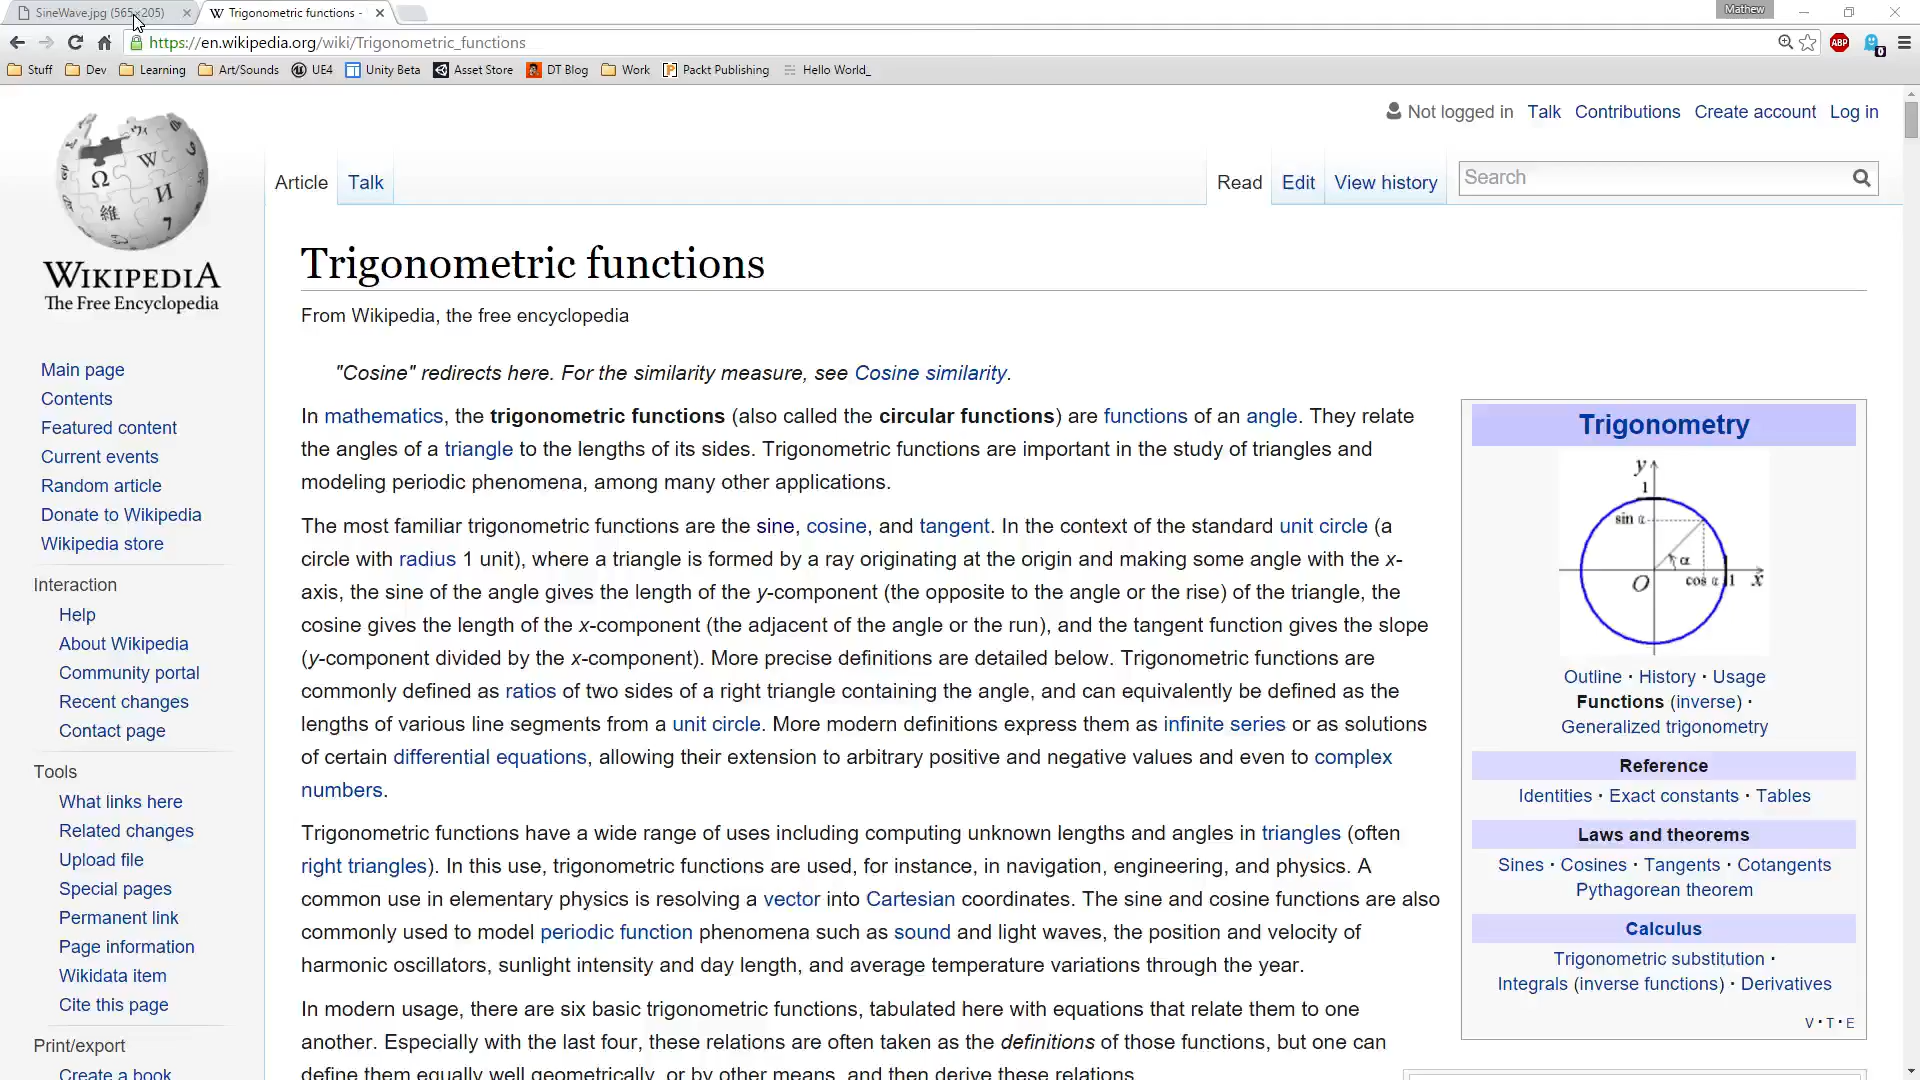 SineWave.jpg (565×205)
Trigonometric functions -
Mathew
https://en.wikipedia.org/wiki/Trigonometric_functions
ABP
0
Stuff Dev Learning Art/Sounds UE4 Unity Beta Asset Store DT Blog Work Packt Publishing Hello World_
Not logged in Talk Contributions Create account Log in
Article Talk Read Edit View history Search
WIKIPEDIA
The Free Encyclopedia
Main page
Contents
Featured content
Current events
Random article
Donate to Wikipedia
Wikipedia store
Interaction
Help
About Wikipedia
Community portal
Recent changes
Contact page
Tools
What links here
Related changes
Upload file
Special pages
Permanent link
Page information
Wikidata item
Cite this page
Print/export
Create a book
Trigonometric functions
From Wikipedia, the free encyclopedia
"Cosine" redirects here. For the similarity measure, see Cosine similarity.
In mathematics, the trigonometric functions (also called the circular functions) are functions of an angle. They relate
the angles of a triangle to the lengths of its sides. Trigonometric functions are important in the study of triangles and
modeling periodic phenomena, among many other applications.
The most familiar trigonometric functions are the sine, cosine, and tangent. In the context of the standard unit circle (a
circle with radius 1 unit), where a triangle is formed by a ray originating at the origin and making some angle with the x-
axis, the sine of the angle gives the length of the y-component (the opposite to the angle or the rise) of the triangle, the
cosine gives the length of the x-component (the adjacent of the angle or the run), and the tangent function gives the slope
(y-component divided by the x-component). More precise definitions are detailed below. Trigonometric functions are
commonly defined as ratios of two sides of a right triangle containing the angle, and can equivalently be defined as the
lengths of various line segments from a unit circle. More modern definitions express them as infinite series or as solutions
of certain differential equations, allowing their extension to arbitrary positive and negative values and even to complex
numbers.
Trigonometric functions have a wide range of uses including computing unknown lengths and angles in triangles (often
right triangles). In this use, trigonometric functions are used, for instance, in navigation, engineering, and physics. A
common use in elementary physics is resolving a vector into Cartesian coordinates. The sine and cosine functions are also
commonly used to model periodic function phenomena such as sound and light waves, the position and velocity of
harmonic oscillators, sunlight intensity and day length, and average temperature variations through the year.
In modern usage, there are six basic trigonometric functions, tabulated here with equations that relate them to one
another. Especially with the last four, these relations are often taken as the definitions of those functions, but one can
define them equally well geometrically, or by other means, and then derive these relations.
Trigonometry
y
1
sin α
α
O cos α 1 x
Outline · History · Usage
Functions (inverse) ·
Generalized trigonometry
Reference
Identities · Exact constants · Tables
Laws and theorems
Sines · Cosines · Tangents · Cotangents
Pythagorean theorem
Calculus
Trigonometric substitution ·
Integrals (inverse functions) · Derivatives
V · T · E